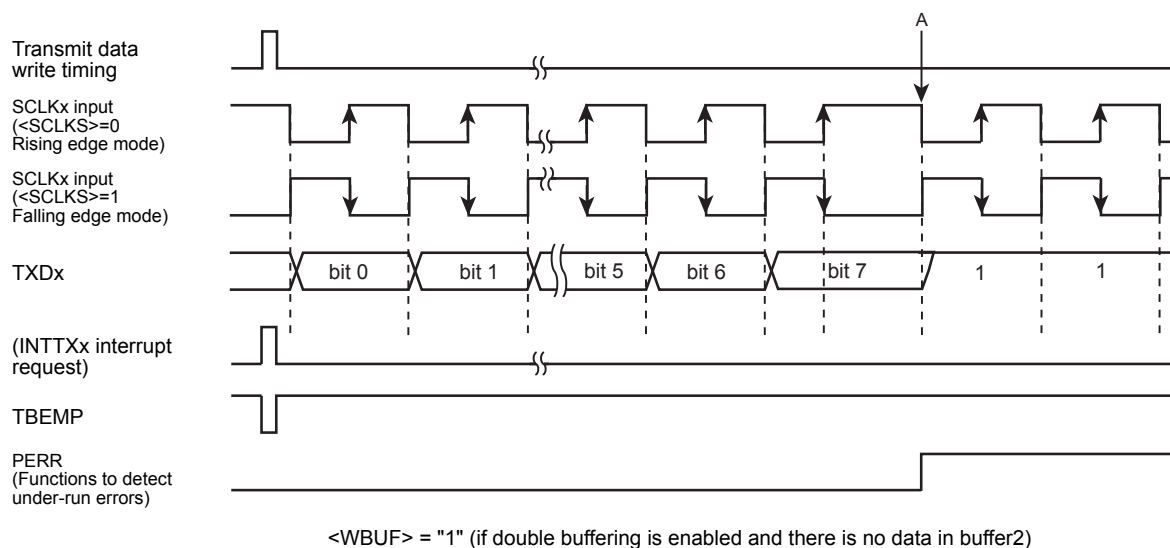 A
Transmit data
write timing
SCLKx input
(<SCLKS>=0
Rising edge mode)
SCLKx input
(<SCLKS>=1
Falling edge mode)
TXDx
bit 0
bit 1
bit 5
bit 6
bit 7
1
1
(INTTXx interrupt
request)
TBEMP
PERR
(Functions to detect
under-run errors)
<WBUF> = "1" (if double buffering is enabled and there is no data in buffer2)